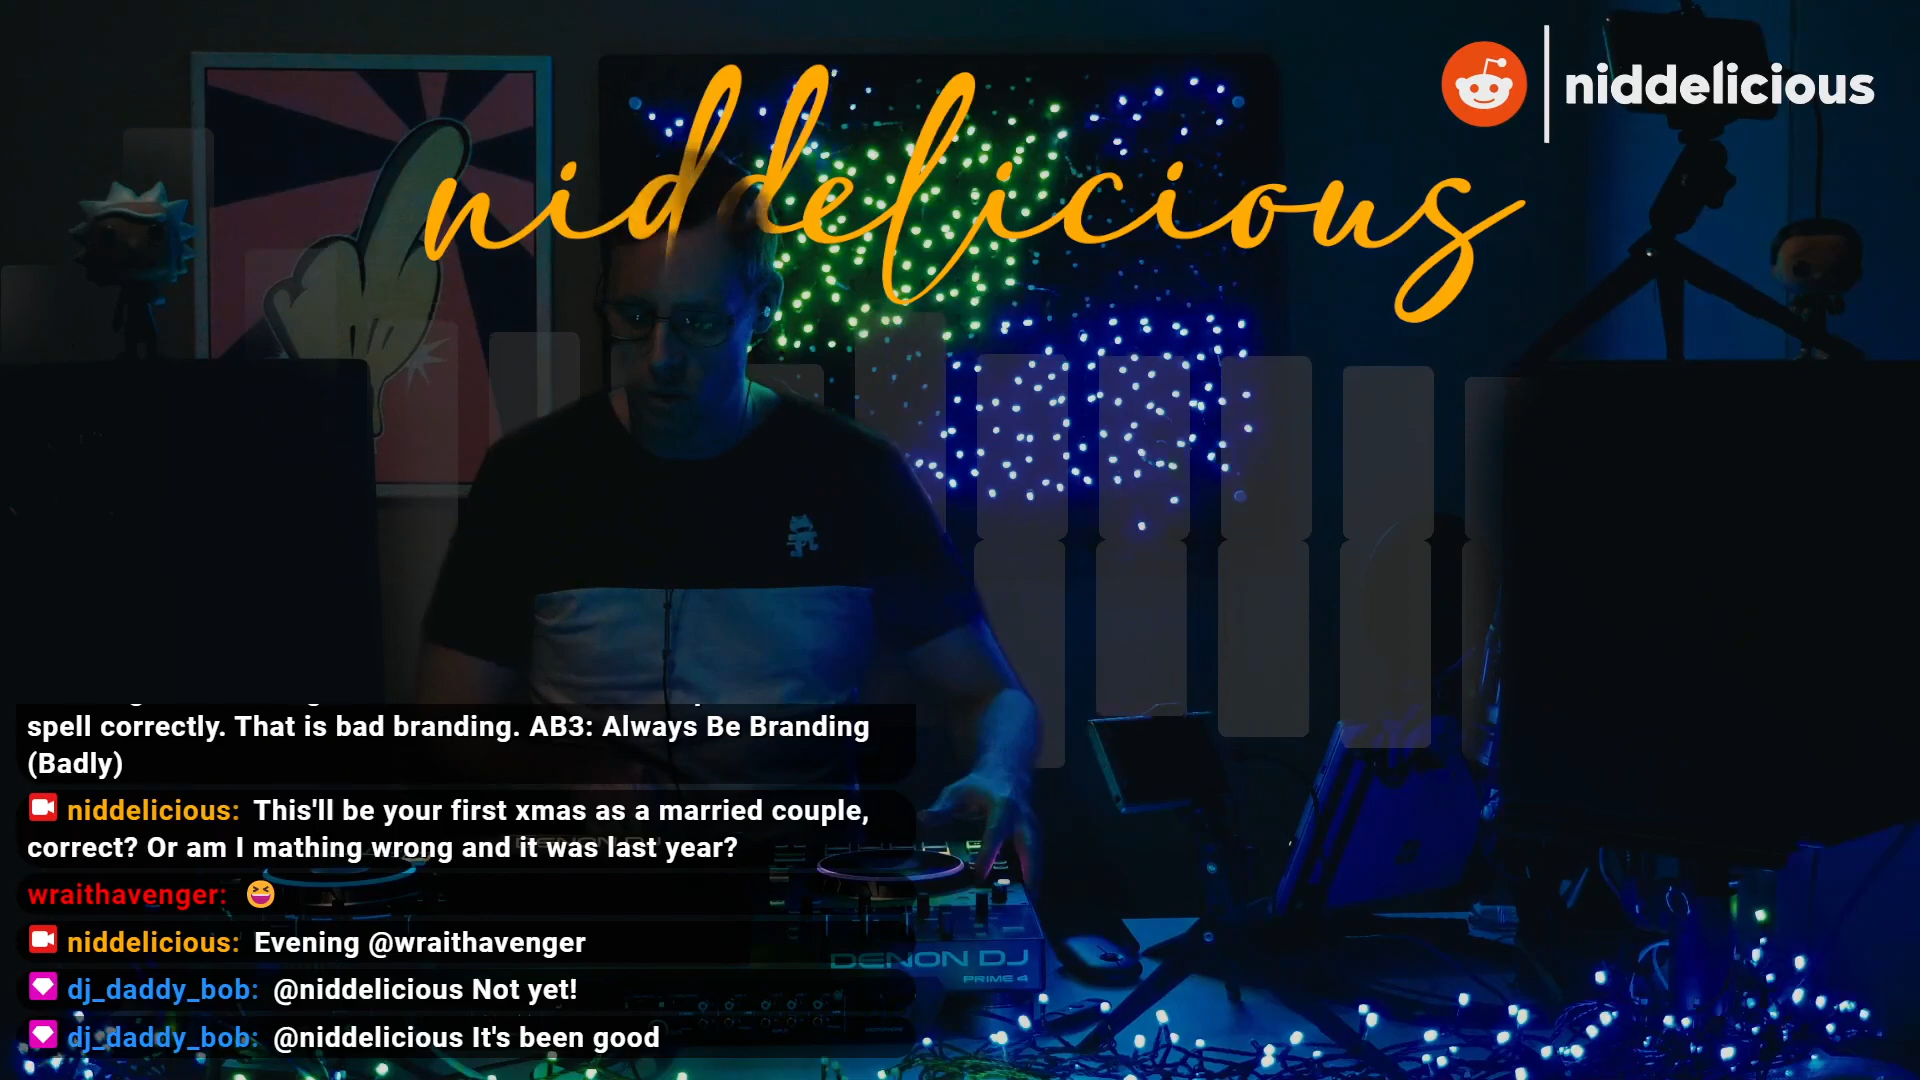 niddelicious
niddelicious
spell correctly. That is bad branding. AB3: Always Be Branding
(Badly)
niddelicious: This'll be your first xmas as a married couple,
correct? Or am I mathing wrong and it was last year?
wraithavenger: 😆
niddelicious: Evening @wraithavenger
dj_daddy_bob: @niddelicious Not yet!
dj_daddy_bob: @niddelicious It's been good
DENON DJ
DENON DJ
PRIME 4